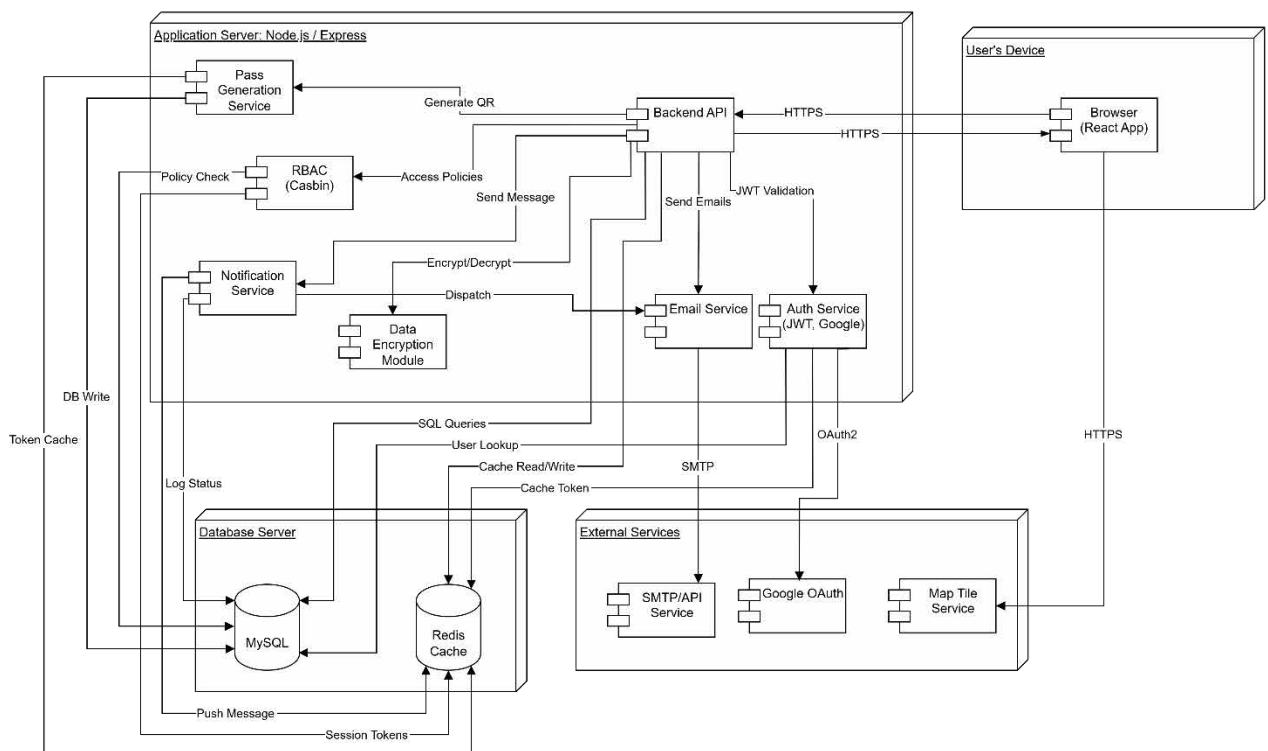 Application Server: Node.js / Express
User's Device
Pass
Generation
Service
Generate QR
Backend API
HTTPS
HTTPS
Browser
(React App)
Policy Check
RBAC
(Casbin)
Access Policies
Send Message
Send Emails
JWT Validation
Notification
Service
Encrypt/Decrypt
Dispatch
Data
Encryption
Module
Email Service
Auth Service
(JWT, Google)
DB Write
Token Cache
SQL Queries
User Lookup
OAuth2
HTTPS
Cache Read/Write
SMTP
Log Status
Cache Token
Database Server
External Services
MySQL
Redis
Cache
SMTP/API
Service
Google OAuth
Map Tile
Service
Push Message
Session Tokens